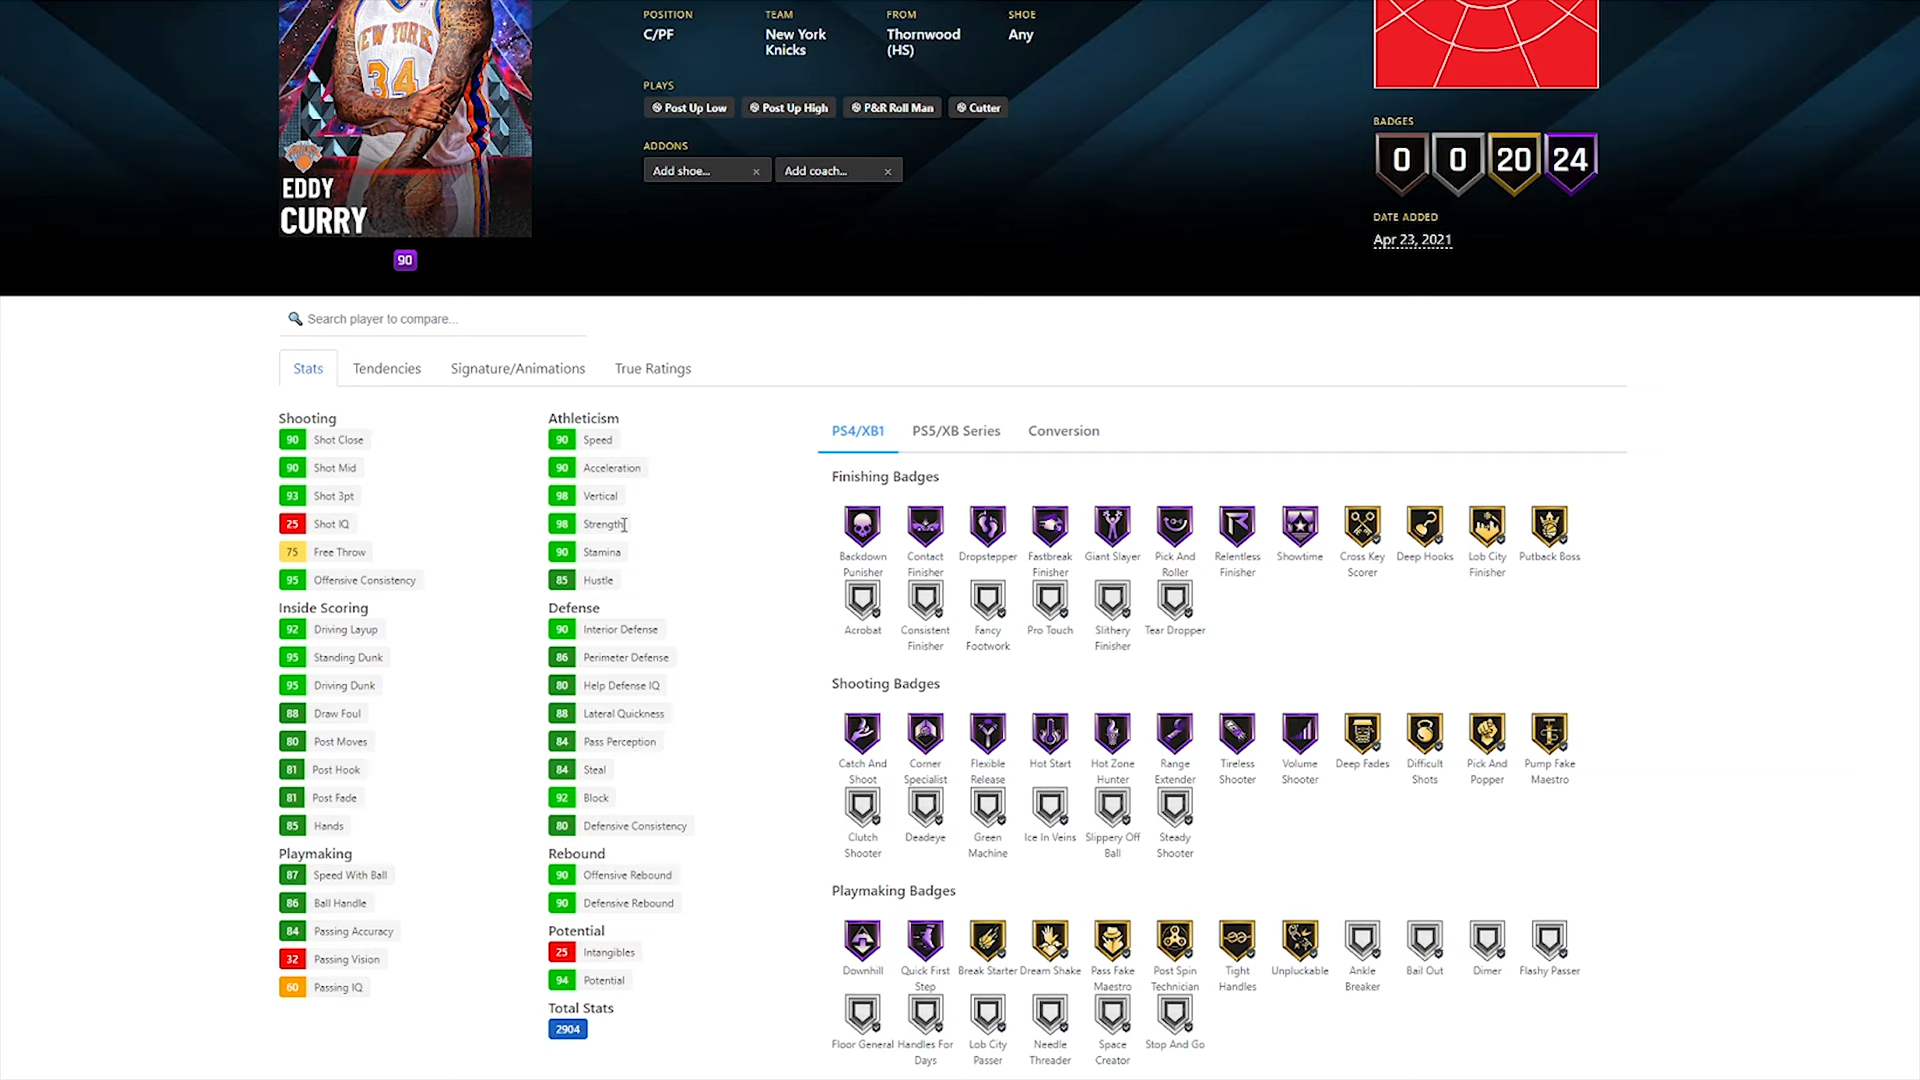 NEW YORK
34
EDDY
CURRY
90
POSITION
C/PF
TEAM
New York
Knicks
FROM
Thornwood
(HS)
SHOE
Any
PLAYS
Post Up Low
Post Up High
P&R Roll Man
Cutter
ADDONS
Add shoe... ×
Add coach... ×
BADGES
0 0 20 24
DATE ADDED
Apr 23, 2021
Search player to compare...
Stats Tendencies Signature/Animations True Ratings
Shooting
90 Shot Close
90 Shot Mid
93 Shot 3pt
25 Shot IQ
75 Free Throw
95 Offensive Consistency
Inside Scoring
92 Driving Layup
95 Standing Dunk
95 Driving Dunk
88 Draw Foul
80 Post Moves
81 Post Hook
81 Post Fade
85 Hands
Playmaking
87 Speed With Ball
86 Ball Handle
84 Passing Accuracy
32 Passing Vision
60 Passing IQ
Athleticism
90 Speed
90 Acceleration
98 Vertical
98 Strength
90 Stamina
85 Hustle
Defense
90 Interior Defense
86 Perimeter Defense
80 Help Defense IQ
88 Lateral Quickness
84 Pass Perception
84 Steal
92 Block
80 Defensive Consistency
Rebound
90 Offensive Rebound
90 Defensive Rebound
Potential
25 Intangibles
94 Potential
Total Stats
2904
PS4/XB1 PS5/XB Series Conversion
Finishing Badges
Backdown Punisher
Contact Finisher
Dropstepper
Fastbreak Finisher
Giant Slayer
Pick And Roller
Relentless Finisher
Showtime
Cross Key Scorer
Deep Hooks
Lob City Finisher
Putback Boss
Acrobat
Consistent Finisher
Fancy Footwork
Pro Touch
Slithery Finisher
Tear Dropper
Shooting Badges
Catch And Shoot
Corner Specialist
Flexible Release
Hot Start
Hot Zone Hunter
Range Extender
Tireless Shooter
Volume Shooter
Deep Fades
Difficult Shots
Pick And Popper
Pump Fake Maestro
Clutch Shooter
Deadeye
Green Machine
Ice In Veins
Slippery Off Ball
Steady Shooter
Playmaking Badges
Downhill
Quick First Step
Break Starter
Dream Shake
Pass Fake Maestro
Post Spin Technician
Tight Handles
Unpluckable
Ankle Breaker
Bail Out
Dimer
Flashy Passer
Floor General
Handles For Days
Lob City Passer
Needle Threader
Space Creator
Stop And Go